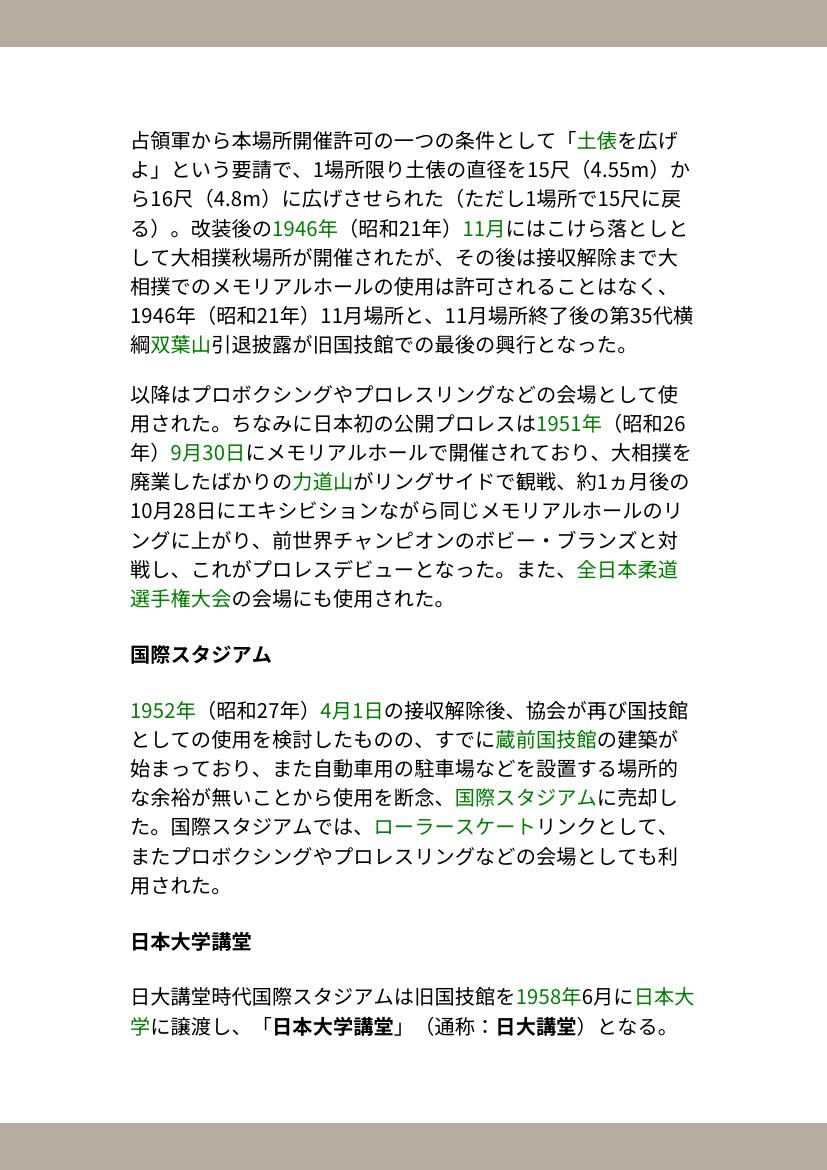 占領軍から本場所開催許可の一つの条件として「土俵を広げ
よ」という要請で、1場所限り土俵の直径を15尺（4.55m）か
ら16尺（4.8m）に広げさせられた（ただし1場所で15尺に戻
る）。改装後の1946年（昭和21年）11月にはこけら落としと
して大相撲秋場所が開催されたが、その後は接収解除まで大
相撲でのメモリアルホールの使用は許可されることはなく、
1946年（昭和21年）11月場所と、11月場所終了後の第35代横
綱双葉山引退披露が旧国技館での最後の興行となった。
以降はプロボクシングやプロレスリングなどの会場として使
用された。ちなみに日本初の公開プロレスは1951年（昭和26
年）9月30日にメモリアルホールで開催されており、大相撲を
廃業したばかりの力道山がリングサイドで観戦、約1ヵ月後の
10月28日にエキシビションながら同じメモリアルホールのリ
ングに上がり、前世界チャンピオンのボビー・ブランズと対
戦し、これがプロレスデビューとなった。また、全日本柔道
選手権大会の会場にも使用された。
国際スタジアム
1952年（昭和27年）4月1日の接収解除後、協会が再び国技館
としての使用を検討したものの、すでに蔵前国技館の建築が
始まっており、また自動車用の駐車場などを設置する場所的
な余裕が無いことから使用を断念、国際スタジアムに売却し
た。国際スタジアムでは、ローラースケートリンクとして、
またプロボクシングやプロレスリングなどの会場としても利
用された。
日本大学講堂
日大講堂時代国際スタジアムは旧国技館を1958年6月に日本大
学に譲渡し、「日本大学講堂」（通称：日大講堂）となる。